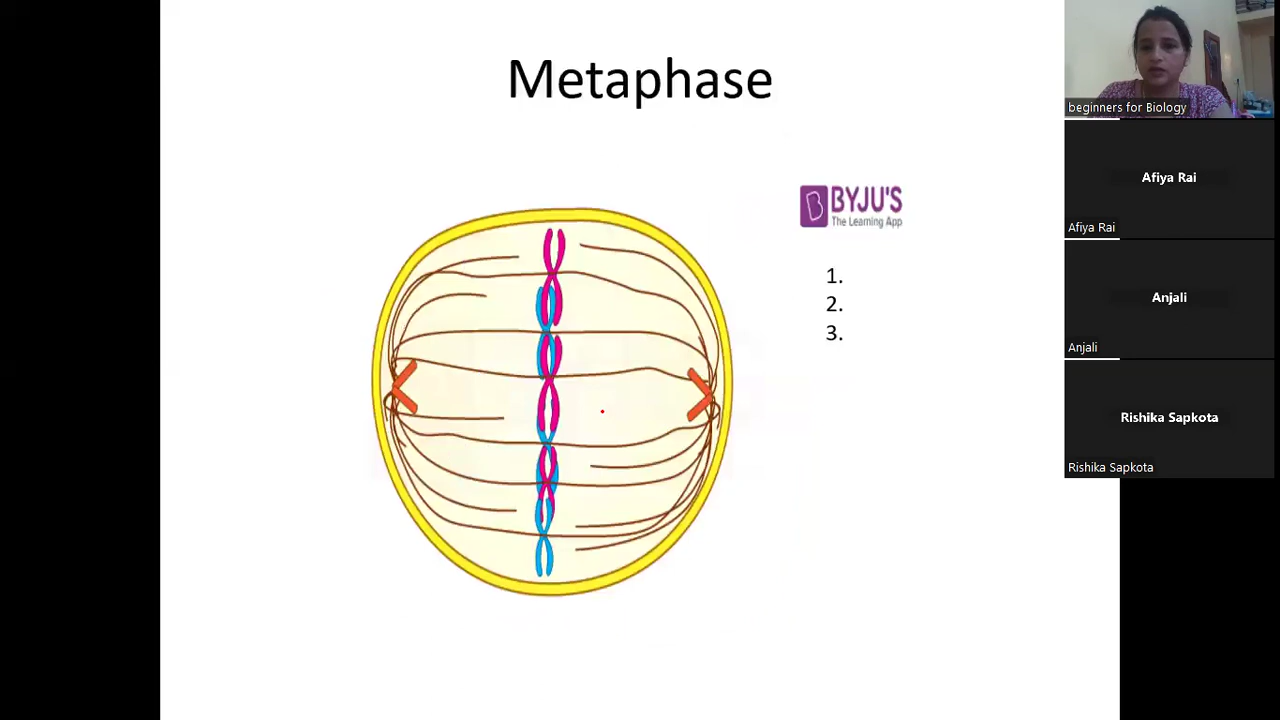 Metaphase
BYJU'S
The Learning App
1.
2.
3.
beginners for Biology
Afiya Rai
Afiya Rai
Anjali
Anjali
Rishika Sapkota
Rishika Sapkota